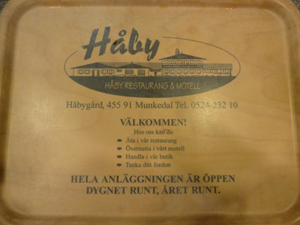 Håby
HÅBY RESTAURANG & MOTELL
Håbygård, 455 91 Munkedal Tel. 0524-232 10
VÄLKOMMEN!
Hos oss kan Ni:
Äta i vår restaurang
Övernatta i vårt motell
Handla i vår butik
Tanka ditt fordon
HELA ANLÄGGNINGEN ÄR ÖPPEN
DYGNET RUNT, ÅRET RUNT.